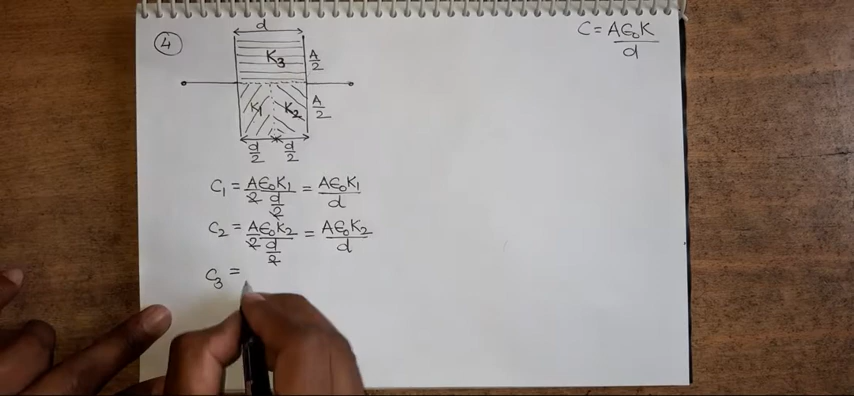 4
d
C = Aϵ₀K/d
K₃ A/2
K₁ K₂ A/2
d/2 d/2
C₁ = Aϵ₀K₁/(2 d/2) = Aϵ₀K₁/d
C₂ = Aϵ₀K₂/(2 d/2) = Aϵ₀K₂/d
C₃ =